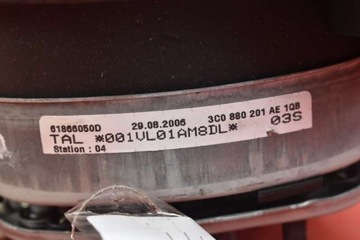 61866050D 29.08.2006 3C0 880 201 AE 1QB
TAL *001VL01AM8DL* 03S
Station : 04